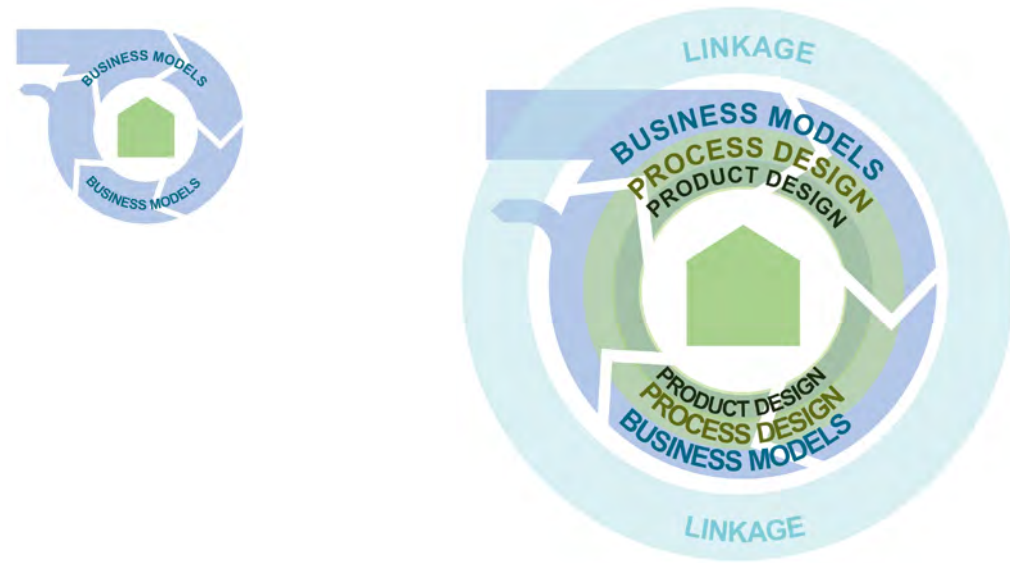 BUSINESS MODELS
BUSINESS MODELS
LINKAGE
BUSINESS MODELS
PROCESS DESIGN
PRODUCT DESIGN
PRODUCT DESIGN
PROCESS DESIGN
BUSINESS MODELS
LINKAGE